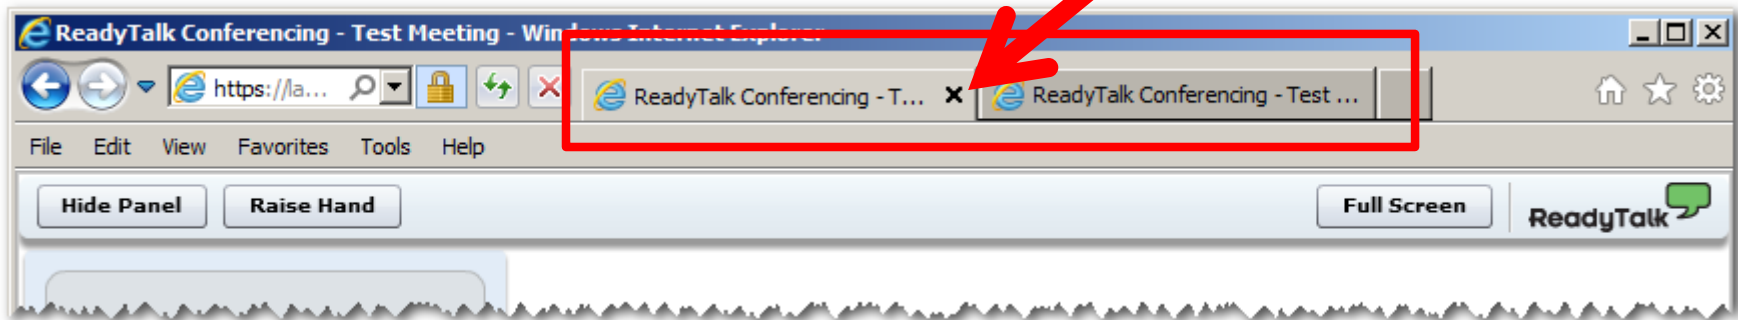 ReadyTalk Conferencing - Test Meeting - Windows Internet Explorer
https://la...
ReadyTalk Conferencing - T...
ReadyTalk Conferencing - Test ...
File Edit View Favorites Tools Help
Hide Panel
Raise Hand
Full Screen
ReadyTalk